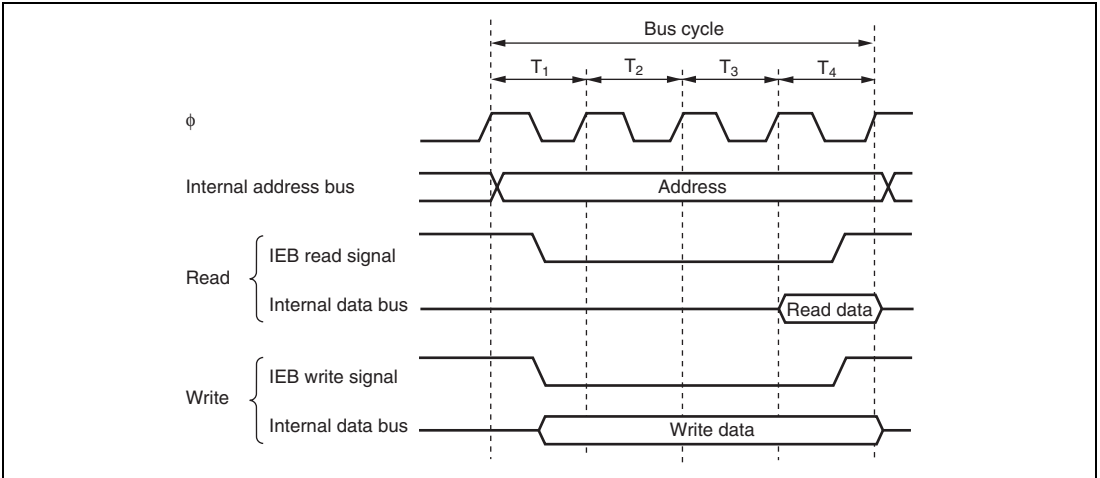 Bus cycle
T₁ T₂ T₃ T₄
ϕ
Internal address bus Address
Read
IEB read signal
Internal data bus Read data
Write
IEB write signal
Internal data bus Write data